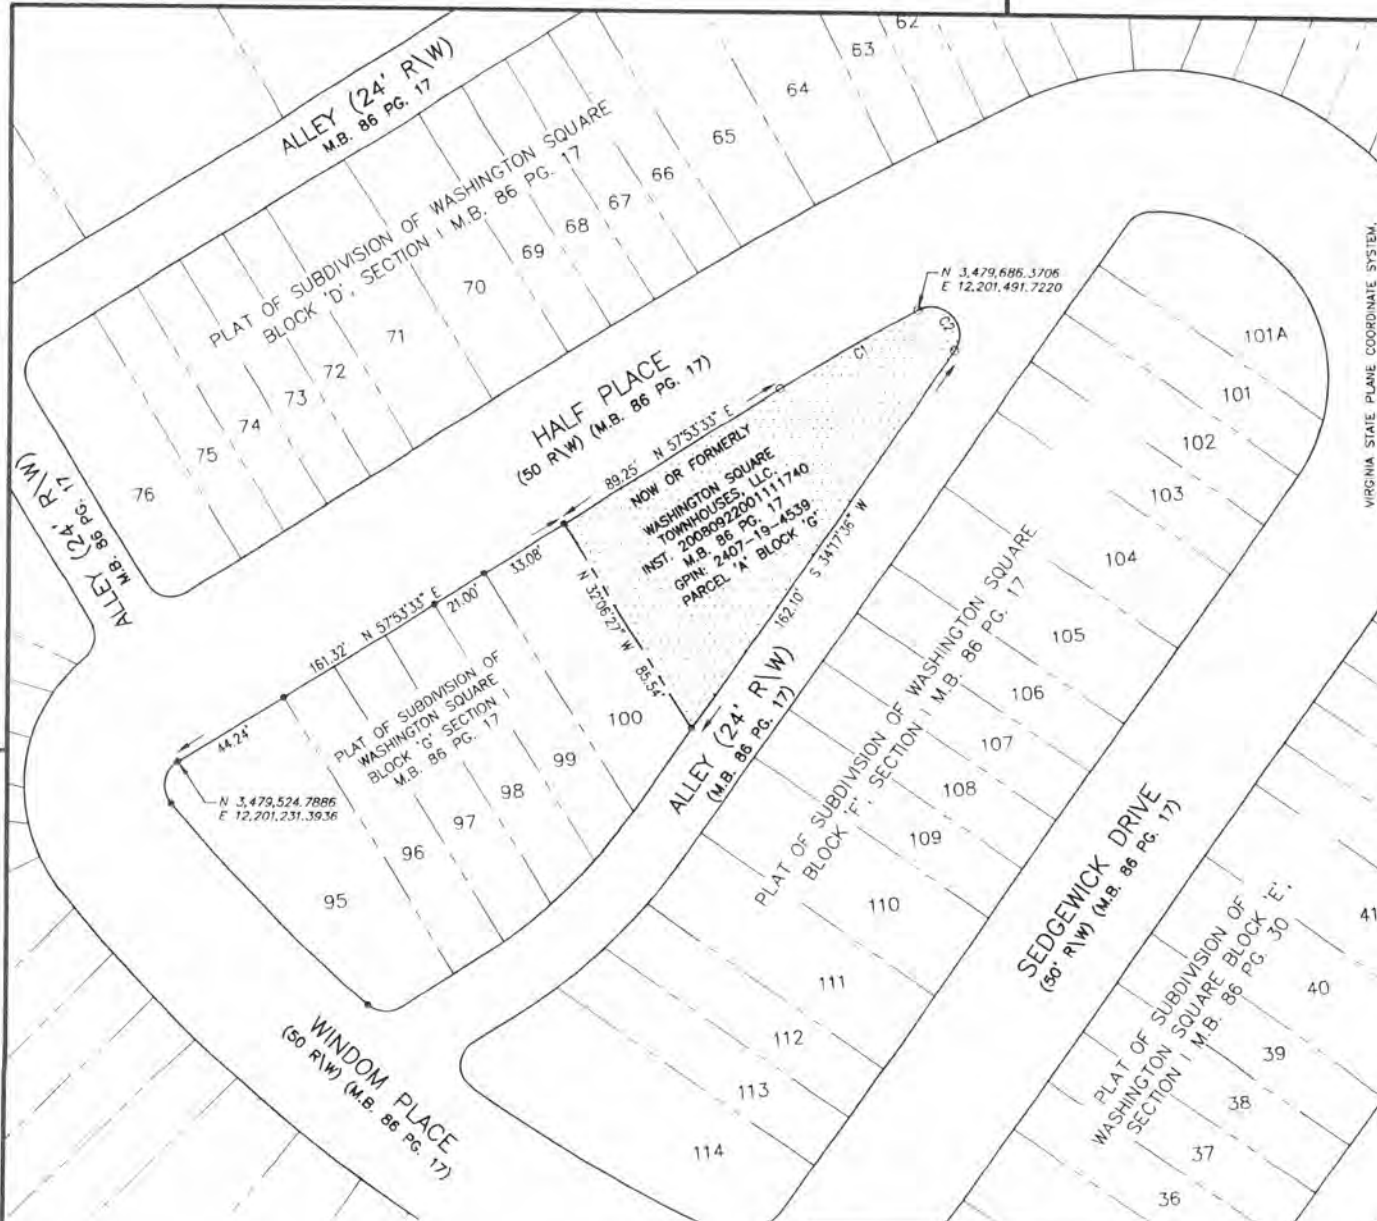 ALLEY (24' R\W)
M.B. 86 PG. 17
62
63
64
65
66
67
68
69
70
71
72
73
74
75
76
PLAT OF SUBDIVISION OF WASHINGTON SQUARE
BLOCK 'D', SECTION I M.B. 86 PG. 17
ALLEY (24' R\W)
M.B. 86 PG. 17
HALF PLACE
(50 R\W) (M.B. 86 PG. 17)
N 3,479,686.3706
E 12,201,491.7220
C1
C2
89.25' N 57°53'33" E
NOW OR FORMERLY
WASHINGTON SQUARE
TOWNHOUSES, LLC.
INST. 20080922001111740
M.B. 86 PG. 17
GPIN: 2407-19-4539
PARCEL 'A' BLOCK 'G'
S 34°17'36" W
162.10'
N 32°06'27" W 85.54'
33.08'
21.00'
161.32' N 57°53'33" E
44.24'
N 3,479,524.7886
E 12,201,231.3936
PLAT OF SUBDIVISION OF
WASHINGTON SQUARE
BLOCK 'G' SECTION
M.B. 86 PG. 17
95
96
97
98
99
100
ALLEY (24' R\W)
(M.B. 86 PG. 17)
WINDOM PLACE
(50 R\W) (M.B. 86 PG. 17)
101A
101
102
103
104
105
106
107
108
109
110
111
112
113
114
PLAT OF SUBDIVISION OF WASHINGTON SQUARE
BLOCK 'F', SECTION I M.B. 86 PG. 17
SEDGEWICK DRIVE
(50' R\W) (M.B. 86 PG. 17)
PLAT OF SUBDIVISION OF
WASHINGTON SQUARE BLOCK 'E',
SECTION I M.B. 86 PG. 30
41
40
39
38
37
36
VIRGINIA STATE PLANE COORDINATE SYSTEM,